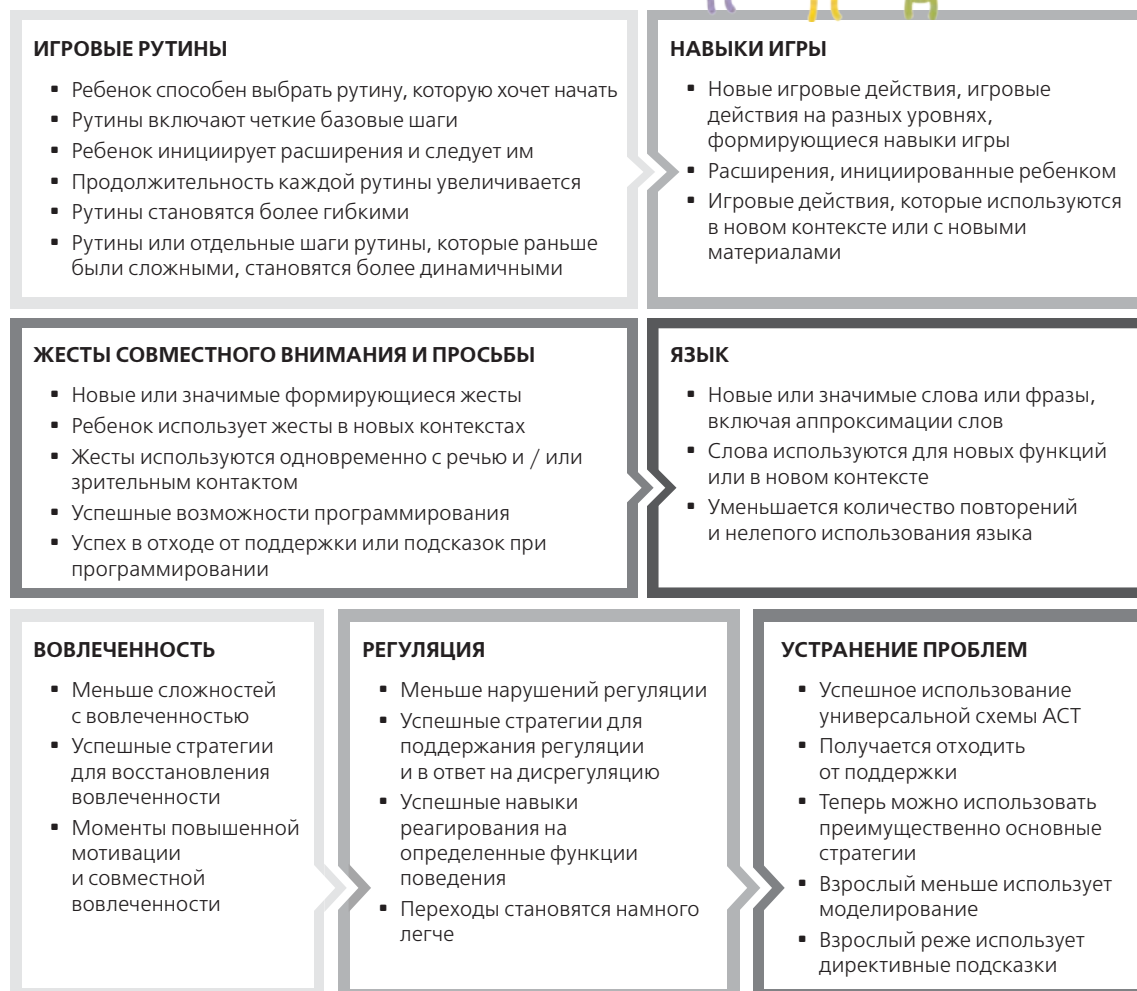 ИГРОВЫЕ РУТИНЫ
▪ Ребенок способен выбрать рутину, которую хочет начать
▪ Рутины включают четкие базовые шаги
▪ Ребенок инициирует расширения и следует им
▪ Продолжительность каждой рутины увеличивается
▪ Рутины становятся более гибкими
▪ Рутины или отдельные шаги рутины, которые раньше
были сложными, становятся более динамичными
НАВЫКИ ИГРЫ
▪ Новые игровые действия, игровые
действия на разных уровнях,
формирующиеся навыки игры
▪ Расширения, инициированные ребенком
▪ Игровые действия, которые используются
в новом контексте или с новыми
материалами
ЖЕСТЫ СОВМЕСТНОГО ВНИМАНИЯ И ПРОСЬБЫ
▪ Новые или значимые формирующиеся жесты
▪ Ребенок использует жесты в новых контекстах
▪ Жесты используются одновременно с речью и / или
зрительным контактом
▪ Успешные возможности программирования
▪ Успех в отходе от поддержки или подсказок при
программировании
ЯЗЫК
▪ Новые или значимые слова или фразы,
включая аппроксимации слов
▪ Слова используются для новых функций
или в новом контексте
▪ Уменьшается количество повторений
и нелепого использования языка
ВОВЛЕЧЕННОСТЬ
▪ Меньше сложностей
с вовлеченностью
▪ Успешные стратегии
для восстановления
вовлеченности
▪ Моменты повышенной
мотивации
и совместной
вовлеченности
РЕГУЛЯЦИЯ
▪ Меньше нарушений регуляции
▪ Успешные стратегии для
поддержания регуляции
и в ответ на дисрегуляцию
▪ Успешные навыки
реагирования на
определенные функции
поведения
▪ Переходы становятся намного
легче
УСТРАНЕНИЕ ПРОБЛЕМ
▪ Успешное использование
универсальной схемы АСТ
▪ Получается отходить
от поддержки
▪ Теперь можно использовать
преимущественно основные
стратегии
▪ Взрослый меньше использует
моделирование
▪ Взрослый реже использует
директивные подсказки